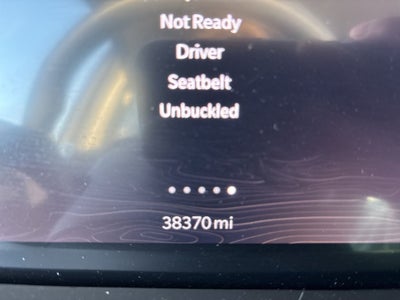 Not Ready
Driver
Seatbelt
Unbuckled
38370 mi